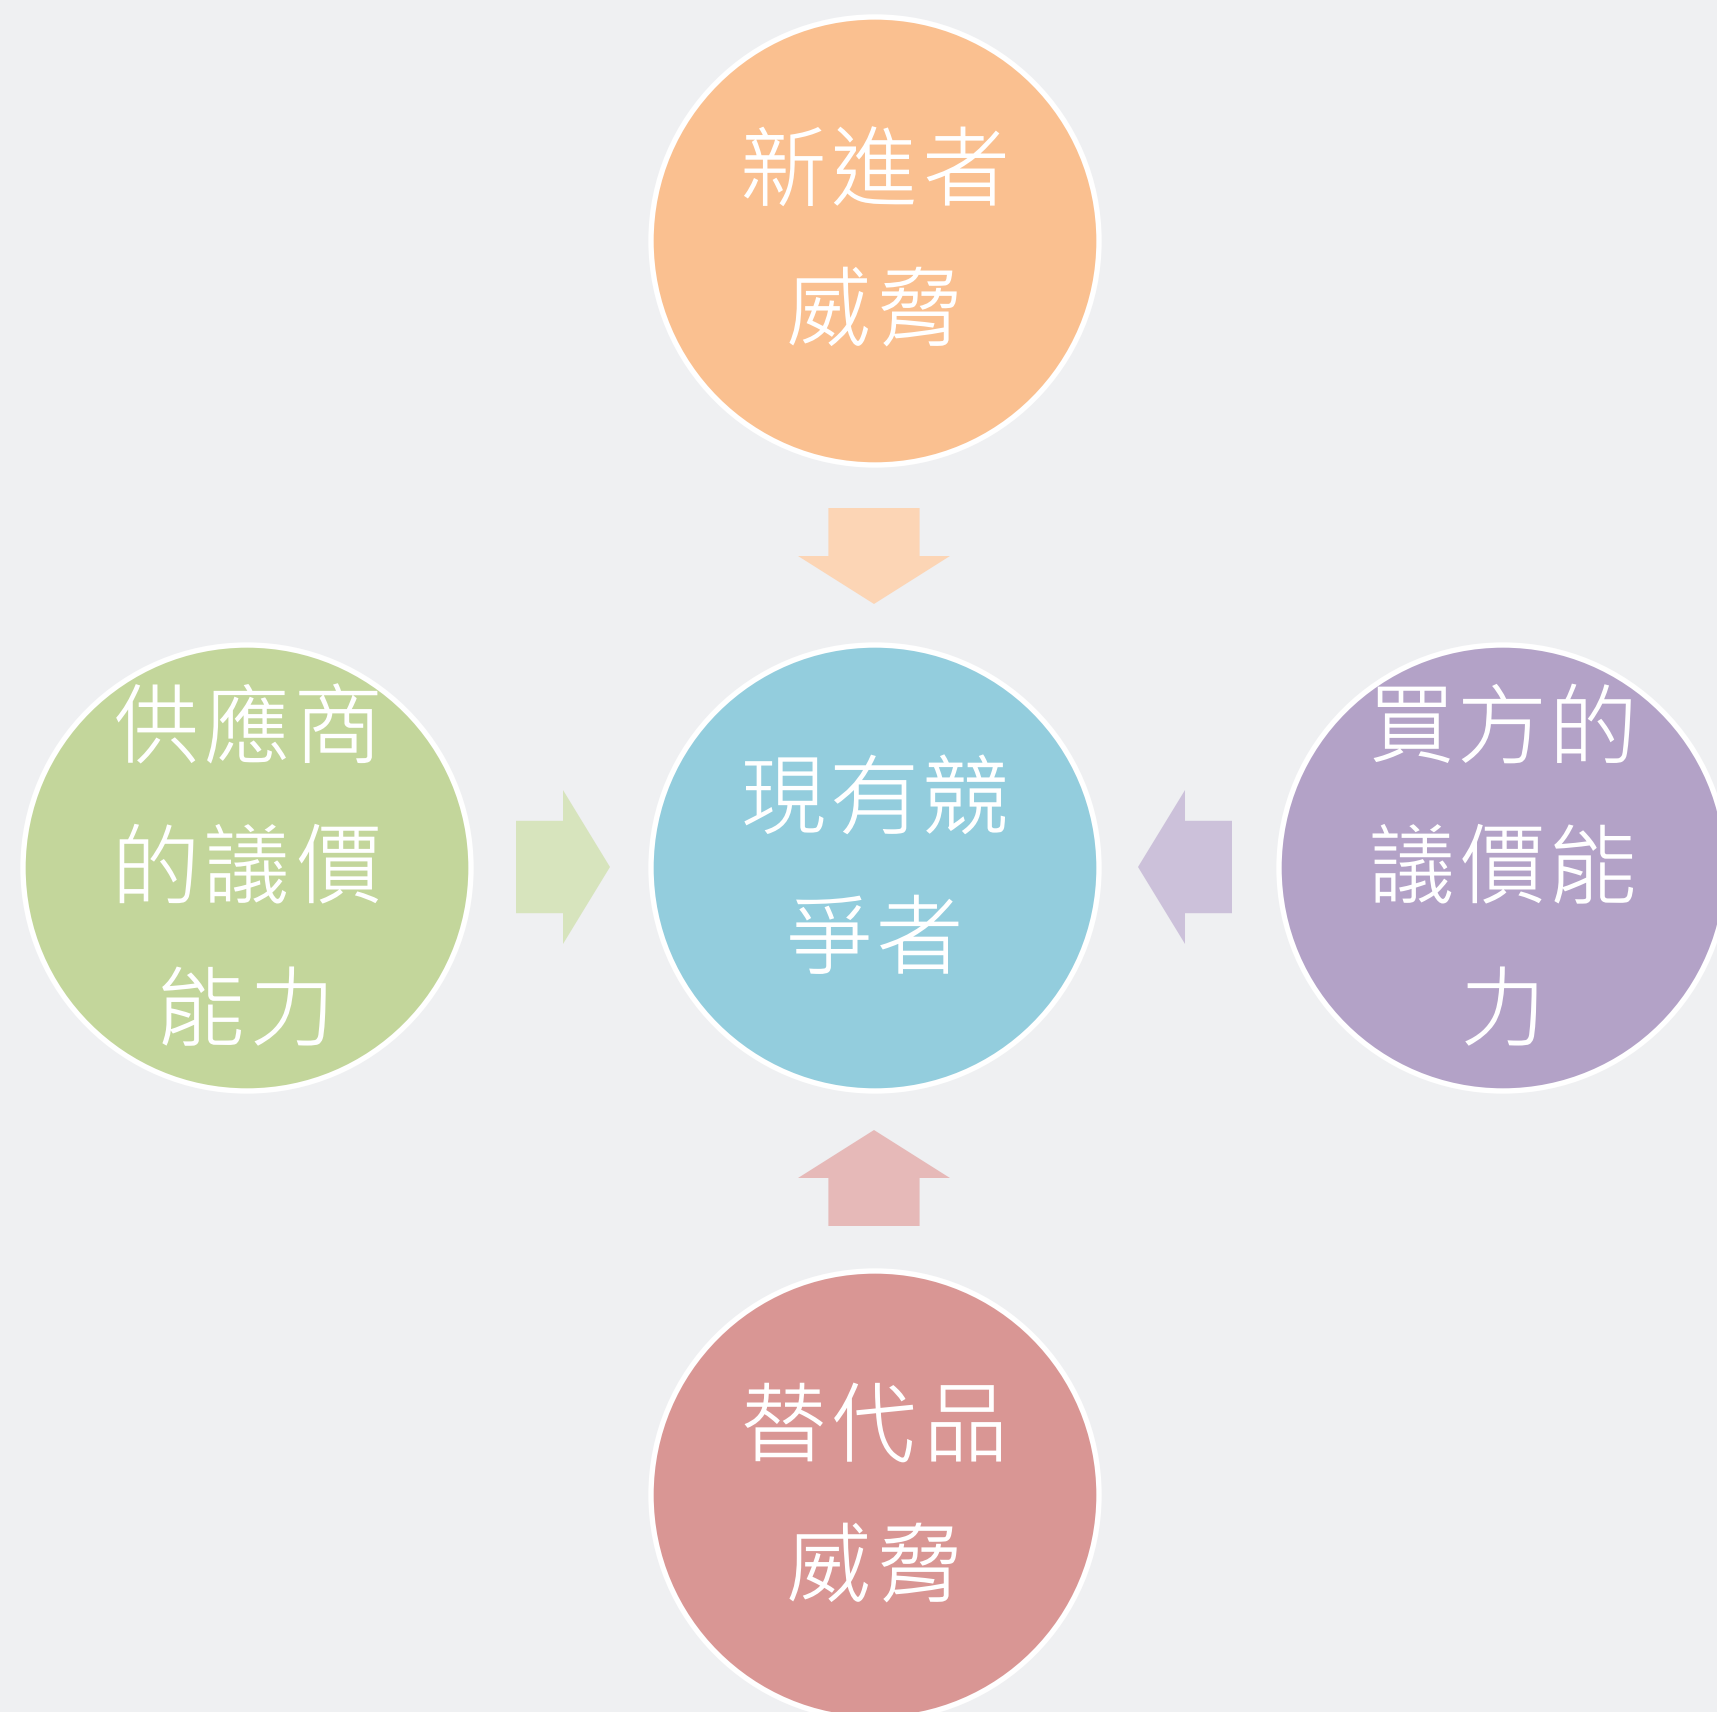 新進者
威脅
供應商
的議價
能力
現有競
爭者
買方的
議價能
力
替代品
威脅